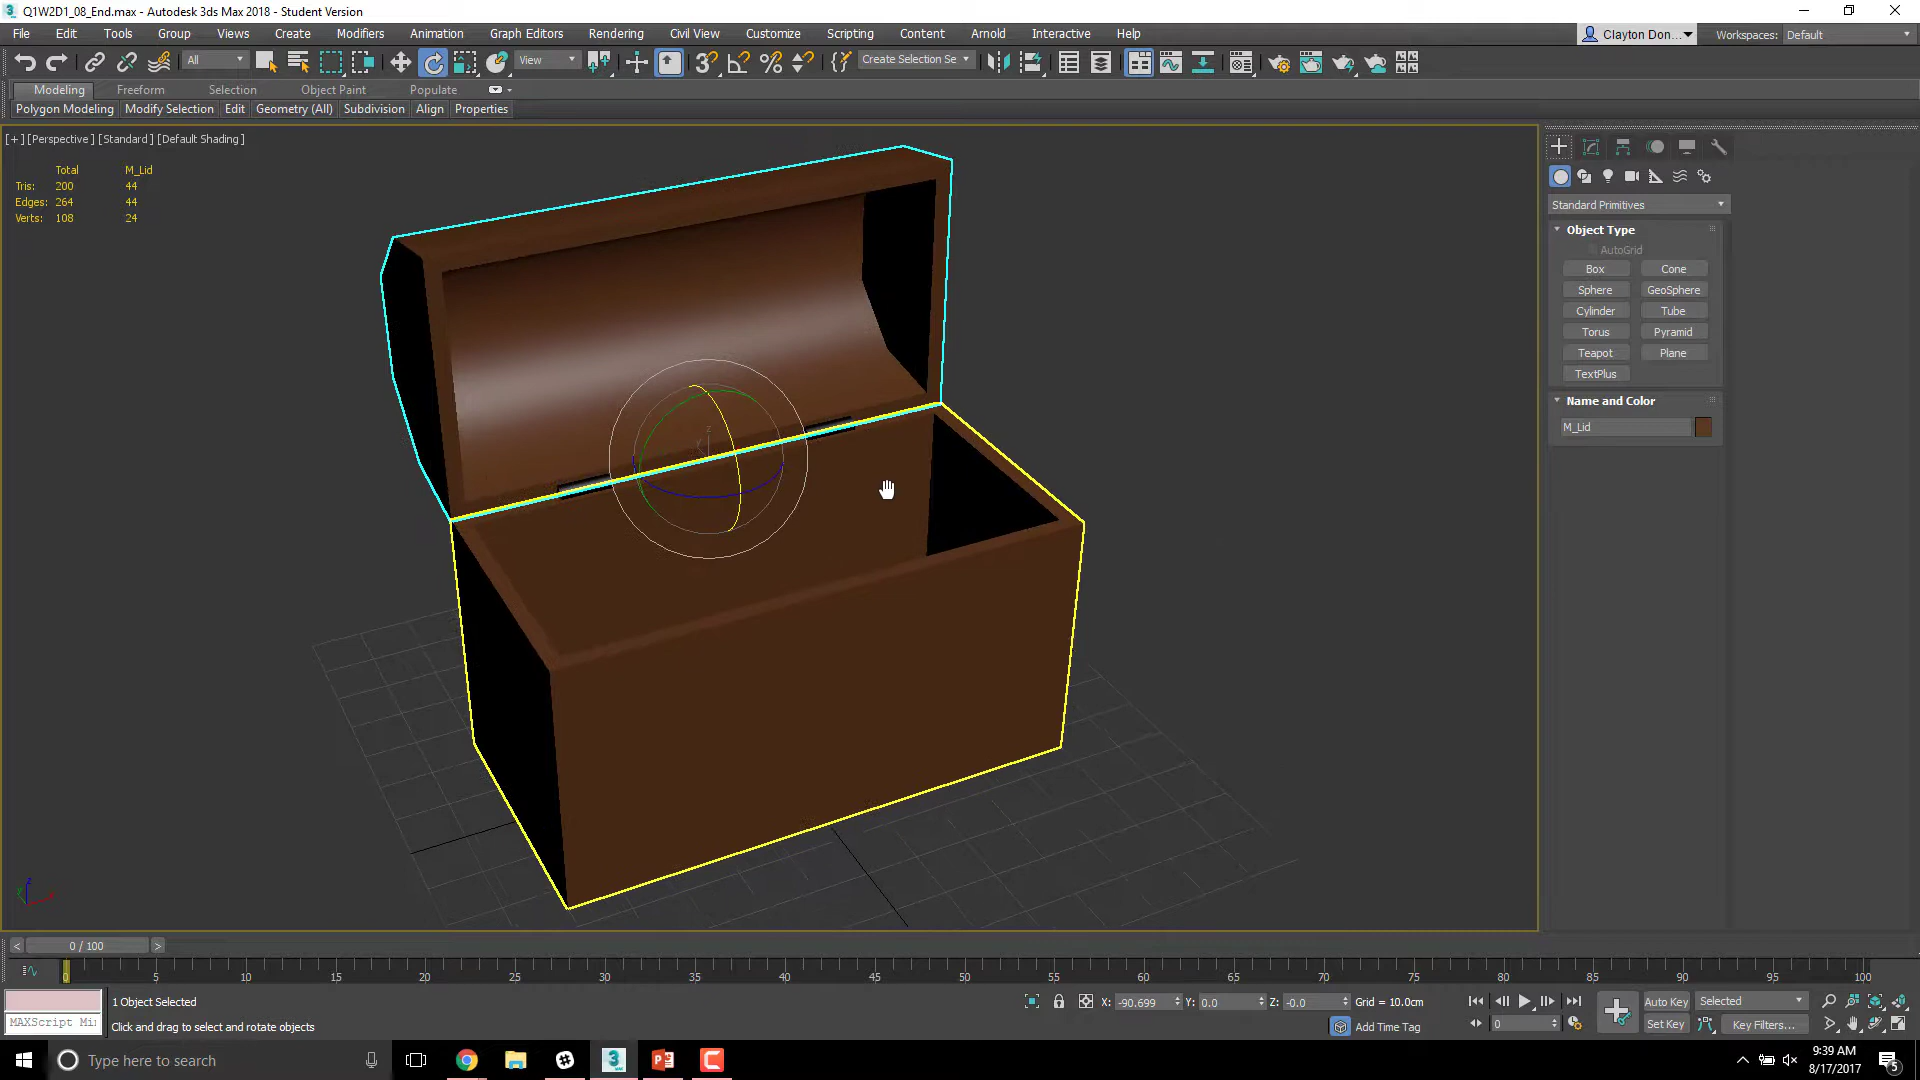 Q1W2D1_08_End.max - Autodesk 3ds Max 2018 - Student Version
File Edit Tools Group Views Create Modifiers Animation Graph Editors Rendering Civil View Customize Scripting Content Arnold Interactive Help
Clayton Don... Workspaces: Default
All View Create Selection Se
Modeling Freeform Selection Object Paint Populate
Polygon Modeling Modify Selection Edit Geometry (All) Subdivision Align Properties
[+] [Perspective] [Standard] [Default Shading]
Total M_Lid
Tris: 200 44
Edges: 264 44
Verts: 108 24
Standard Primitives
Object Type
AutoGrid
Box Cone
Sphere GeoSphere
Cylinder Tube
Torus Pyramid
Teapot Plane
TextPlus
Name and Color
M_Lid
0 / 100
0 5 10 15 20 25 30 35 40 45 50 55 60 65 70 75 80 85 90 95 100
1 Object Selected
X: -90.699 Y: 0.0 Z: -0.0 Grid = 10.0cm
Auto Key Selected
MAXScript Mi
Click and drag to select and rotate objects
Add Time Tag
0
Set Key Key Filters...
Type here to search
9:39 AM
8/17/2017
5